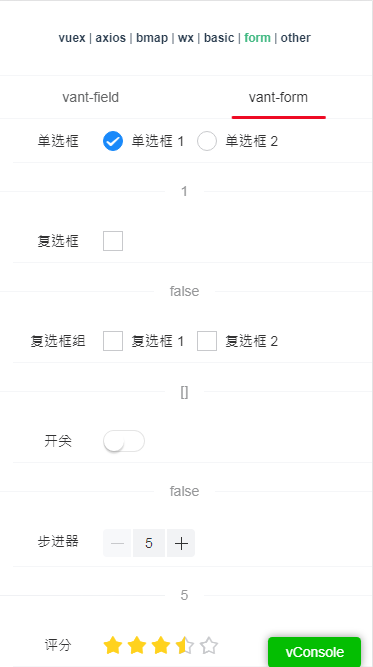 vuex | axios | bmap | wx | basic | form | other
vant-field vant-form
单选框 单选框 1 单选框 2
1
复选框
false
复选框组 复选框 1 复选框 2
[]
开关
false
步进器 5
5
评分
vConsole